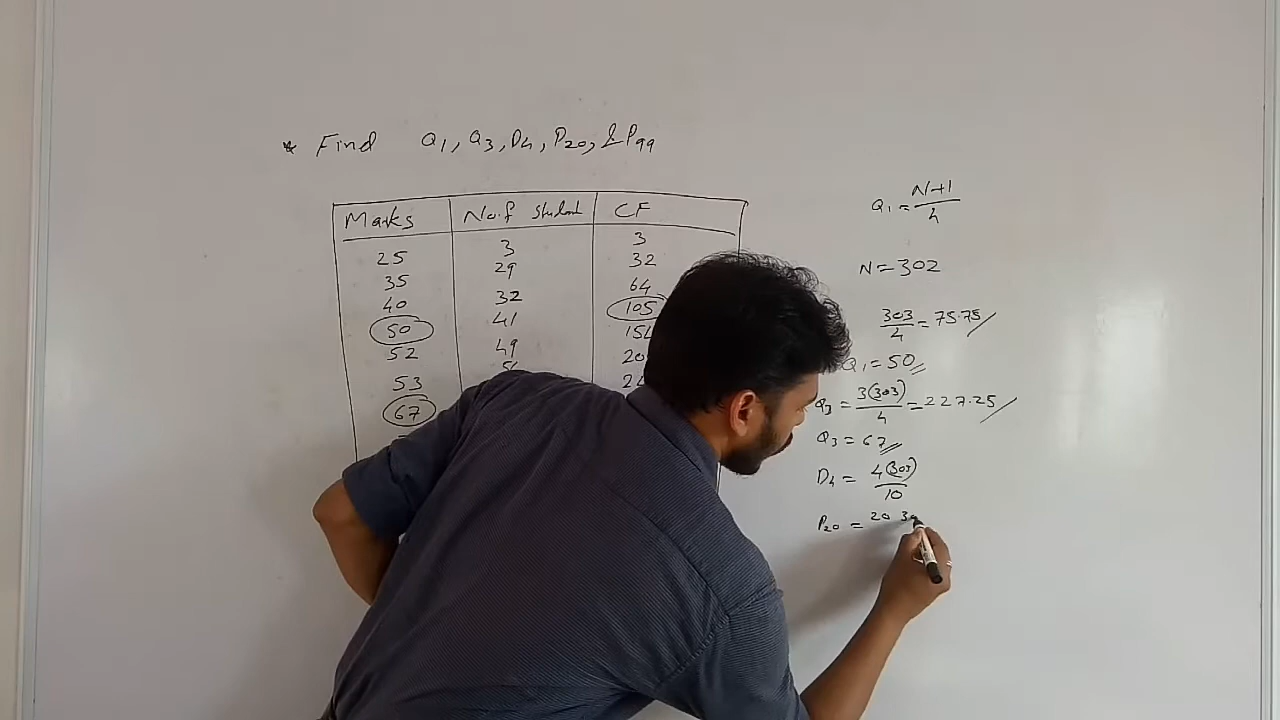 * Find Q1, Q3, D4, P20, & P99
Marks No.f Student CF
25 3 3
35 29 32
40 32 64
50 41 105
52 49
53
67
Q1 = N+1/4
N = 302
303/4 = 75.75
Q1 = 50
Q3 = 3(303)/4 = 227.25
Q3 = 67
D4 = 4(303)/10
P20 = 20